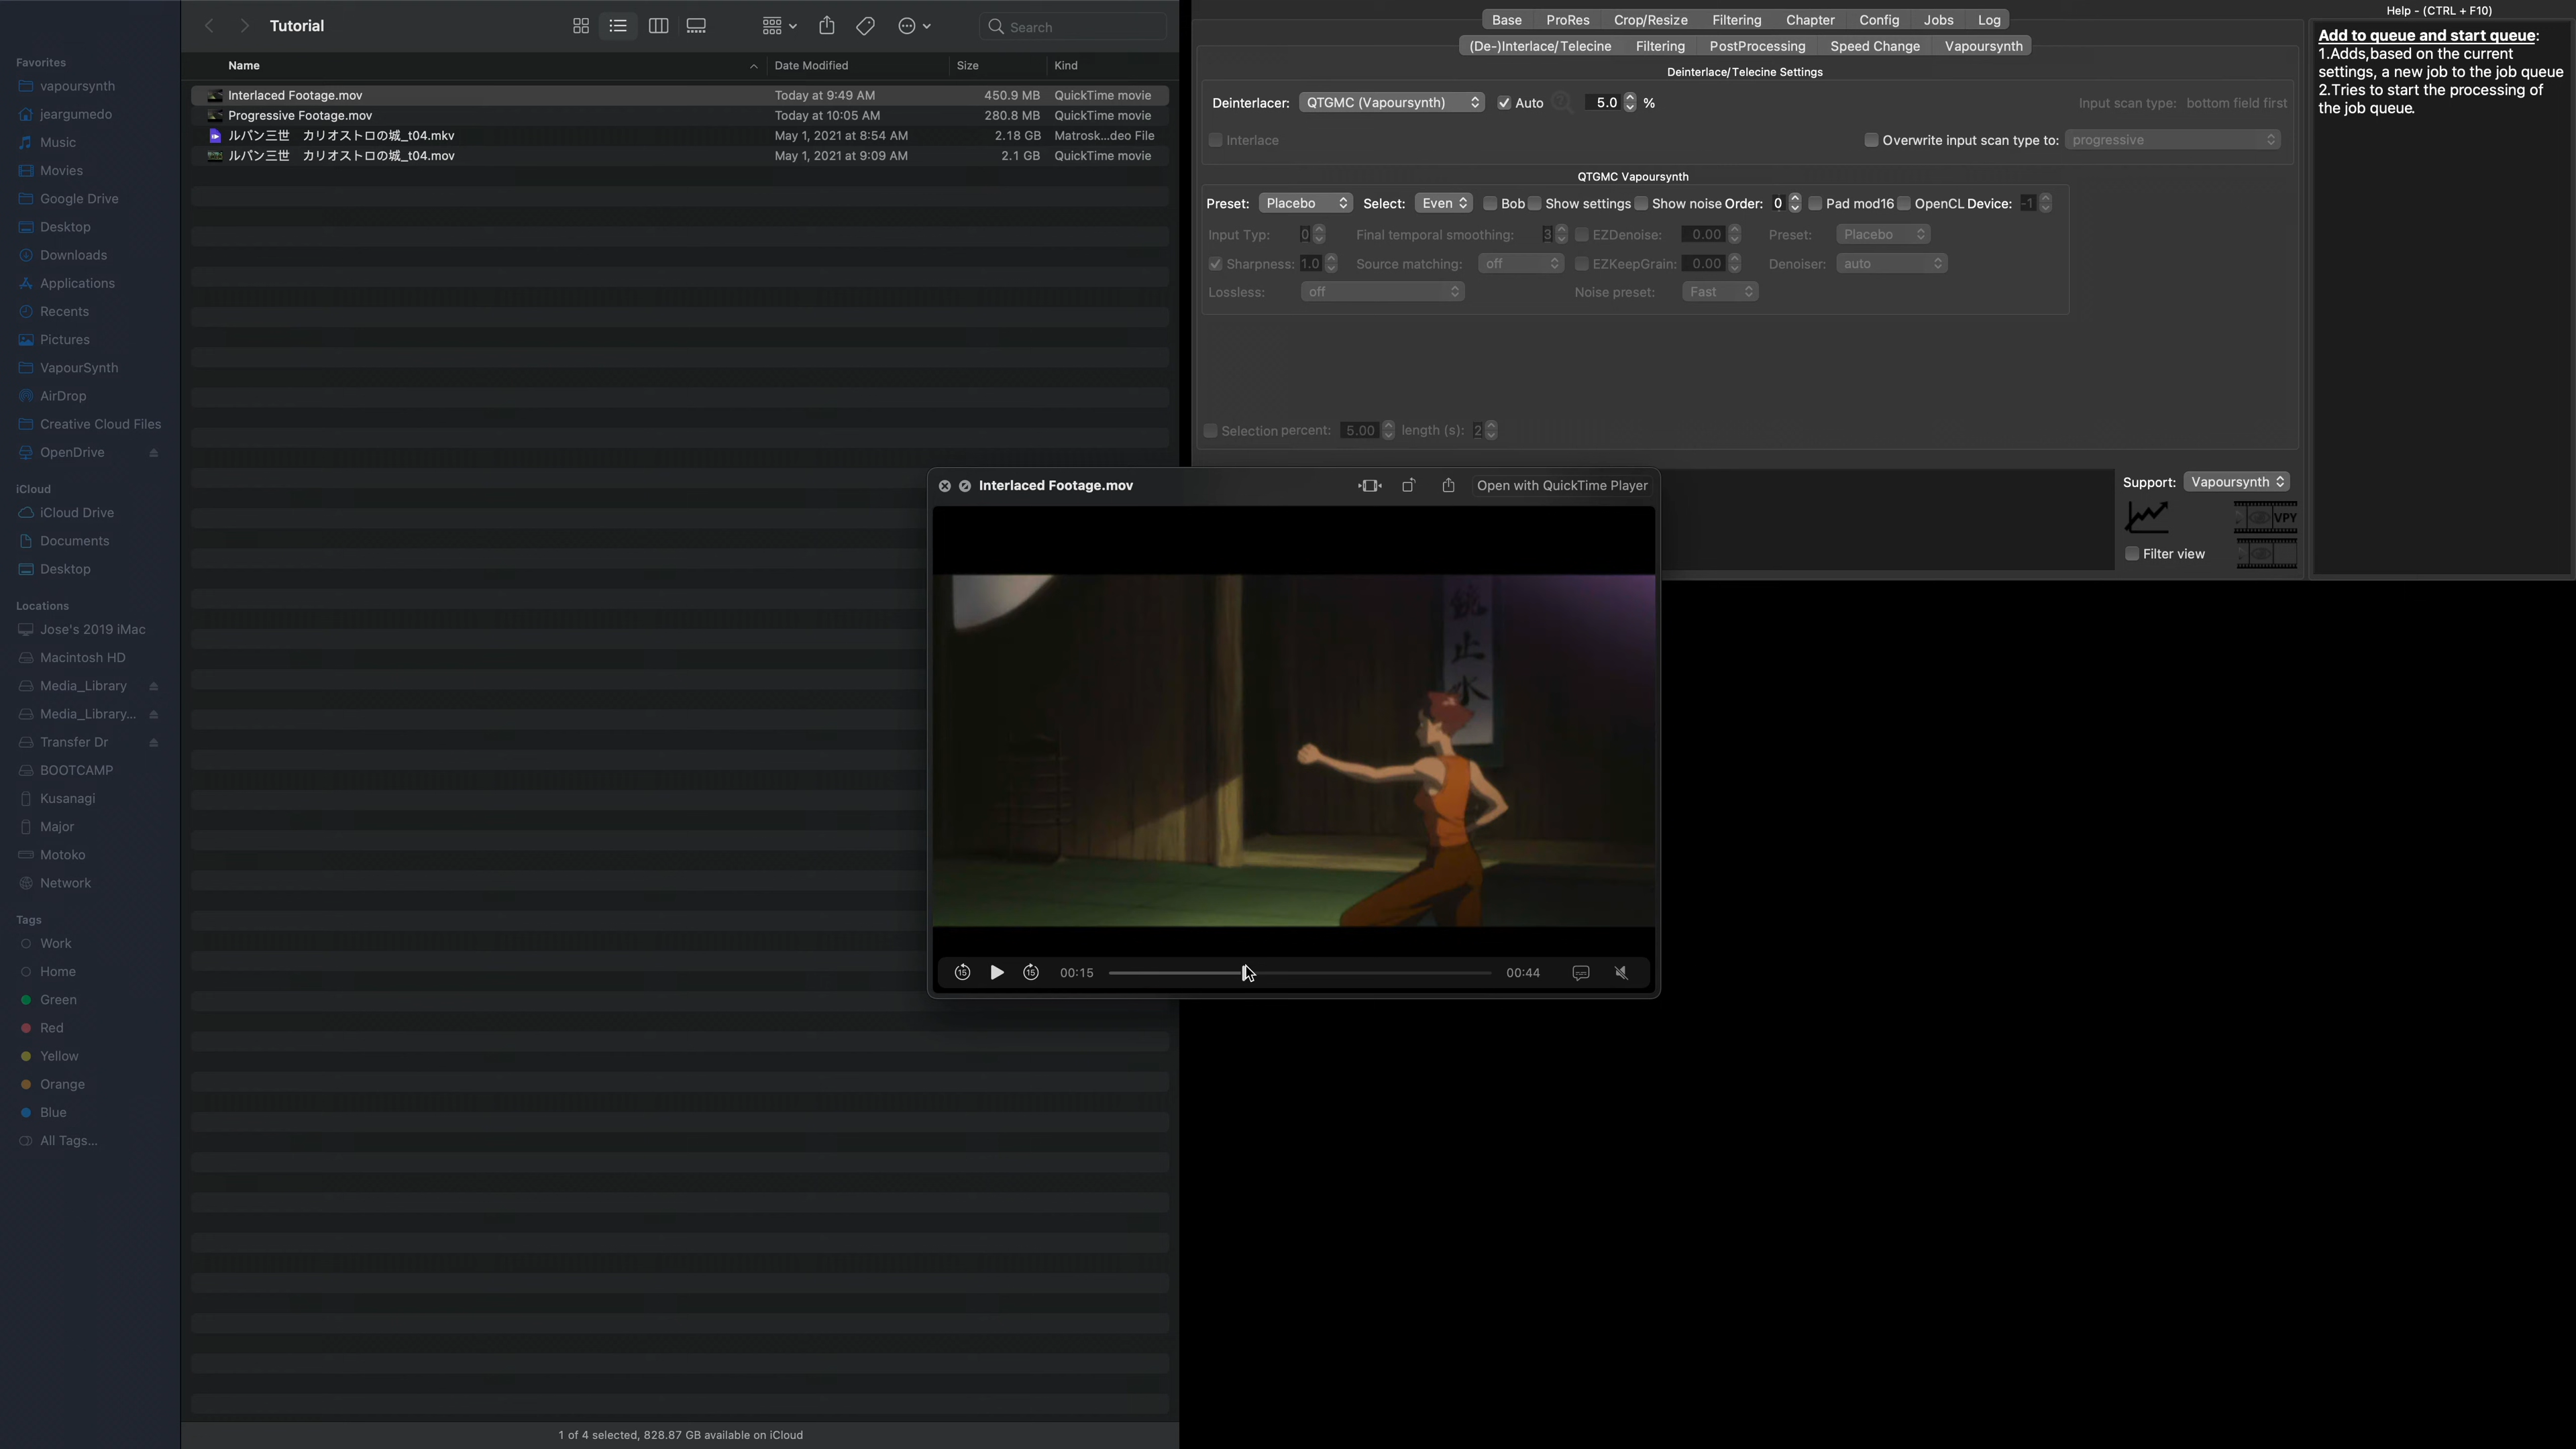 Tutorial
Search
Favorites
vapoursynth
jeargumedo
Music
Movies
Google Drive
Desktop
Downloads
Applications
Recents
Pictures
VapourSynth
AirDrop
Creative Cloud Files
OpenDrive
iCloud
iCloud Drive
Documents
Desktop
Locations
Jose's 2019 iMac
Macintosh HD
Media_Library
Media_Library...
Transfer Dr
BOOTCAMP
Kusanagi
Major
Motoko
Network
Tags
Work
Home
Green
Red
Yellow
Orange
Blue
All Tags...
Name Date Modified Size Kind
Interlaced Footage.mov Today at 9:49 AM 450.9 MB QuickTime movie
Progressive Footage.mov Today at 10:05 AM 280.8 MB QuickTime movie
ルパン三世 カリオストロの城_t04.mkv May 1, 2021 at 8:54 AM 2.18 GB Matrosk...deo File
ルパン三世 カリオストロの城_t04.mov May 1, 2021 at 9:09 AM 2.1 GB QuickTime movie
1 of 4 selected, 828.87 GB available on iCloud
Base ProRes Crop/Resize Filtering Chapter Config Jobs Log
(De-)Interlace/Telecine Filtering PostProcessing Speed Change Vapoursynth
Deinterlace/Telecine Settings
Deinterlacer: QTGMC (Vapoursynth) Auto 5.0 % Input scan type: bottom field first
Interlace Overwrite input scan type to: progressive
QTGMC Vapoursynth
Preset: Placebo Select: Even Bob Show settings Show noise Order: 0 Pad mod16 OpenCL Device: -1
Input Typ: 0 Final temporal smoothing: 3 EZDenoise: 0.00 Preset: Placebo
Sharpness: 1.0 Source matching: off EZKeepGrain: 0.00 Denoiser: auto
Lossless: off Noise preset: Fast
Selection percent: 5.00 length (s): 2
Support: Vapoursynth
VPY
Filter view
Help - (CTRL + F10)
Add to queue and start queue:
1.Adds,based on the current
settings, a new job to the job queue
2.Tries to start the processing of
the job queue.
Interlaced Footage.mov Open with QuickTime Player
止
水
15 15 00:15 00:44